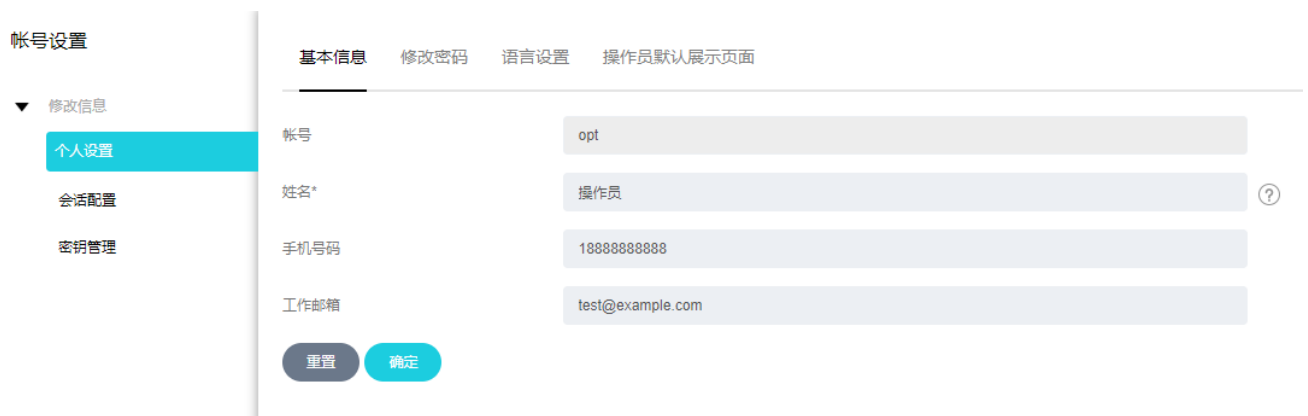 帐号设置
修改信息
个人设置
会话配置
密钥管理
基本信息 修改密码 语言设置 操作员默认展示页面
帐号 opt
姓名* 操作员 ?
手机号码 18888888888
工作邮箱 test@example.com
重置 确定